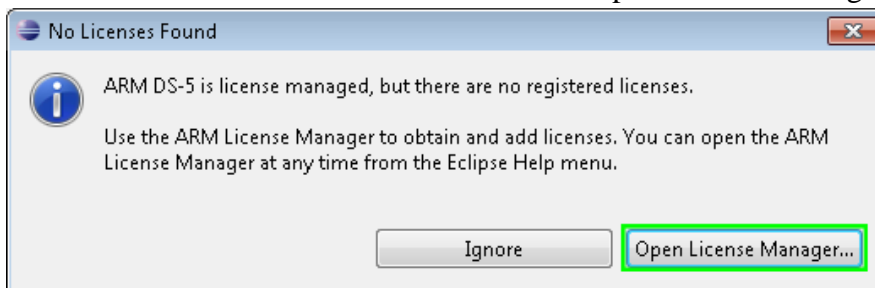 No Licenses Found
ARM DS-5 is license managed, but there are no registered licenses.
Use the ARM License Manager to obtain and add licenses. You can open the ARM
License Manager at any time from the Eclipse Help menu.
Ignore
Open License Manager...